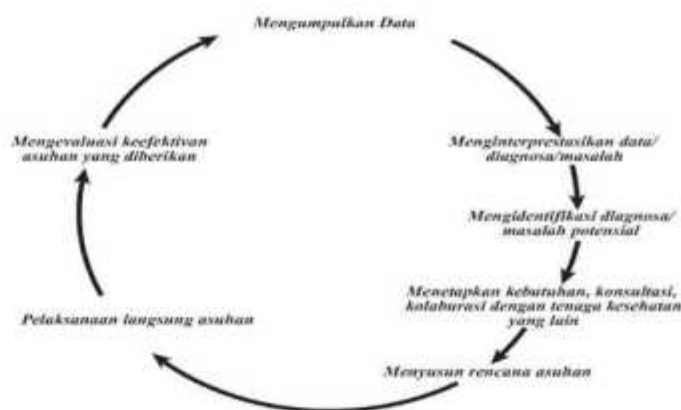 Mengumpulkan Data
Menginterprestasikan data/
diagnosa/masalah
Mengidentifikasi diagnosa/
masalah potensial
Menetapkan kebutuhan, konsultasi,
kolaburasi dengan tenaga kesehatan
yang lain
Menyusun rencana asuhan
Pelaksanaan langsung asuhan
Mengevaluasi keefektivan
asuhan yang diberikan